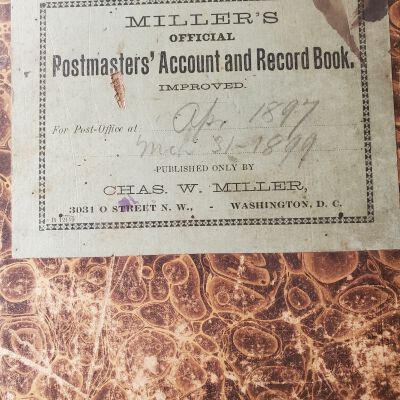 MILLER'S
OFFICIAL
Postmasters' Account and Record Book.
IMPROVED.
For Post-Office at Apr 1897
Mch 31-1899
PUBLISHED ONLY BY
CHAS. W. MILLER,
3031 O STREET N. W., - WASHINGTON, D. C.